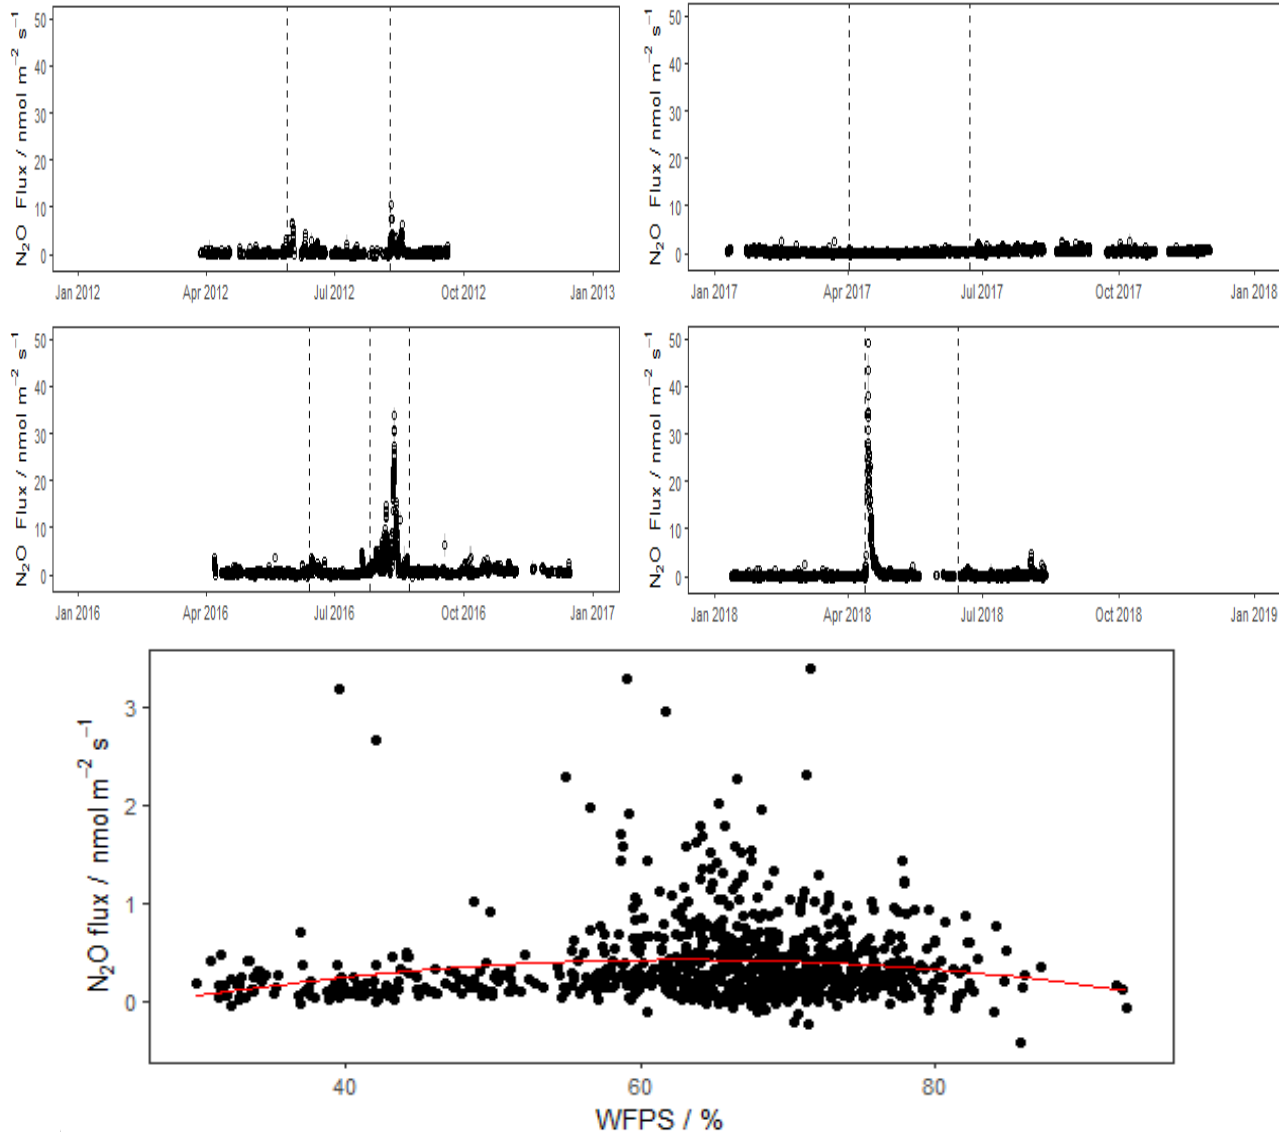 N₂O Flux / nmol m⁻² s⁻¹
50
40
30
20
10
0
Jan 2012 Apr 2012 Jul 2012 Oct 2012 Jan 2013
N₂O Flux / nmol m⁻² s⁻¹
50
40
30
20
10
0
Jan 2017 Apr 2017 Jul 2017 Oct 2017 Jan 2018
N₂O Flux / nmol m⁻² s⁻¹
50
40
30
20
10
0
Jan 2016 Apr 2016 Jul 2016 Oct 2016 Jan 2017
N₂O Flux / nmol m⁻² s⁻¹
50
40
30
20
10
0
Jan 2018 Apr 2018 Jul 2018 Oct 2018 Jan 2019
N₂O flux / nmol m⁻² s⁻¹
3
2
1
0
40 60 80
WFPS / %